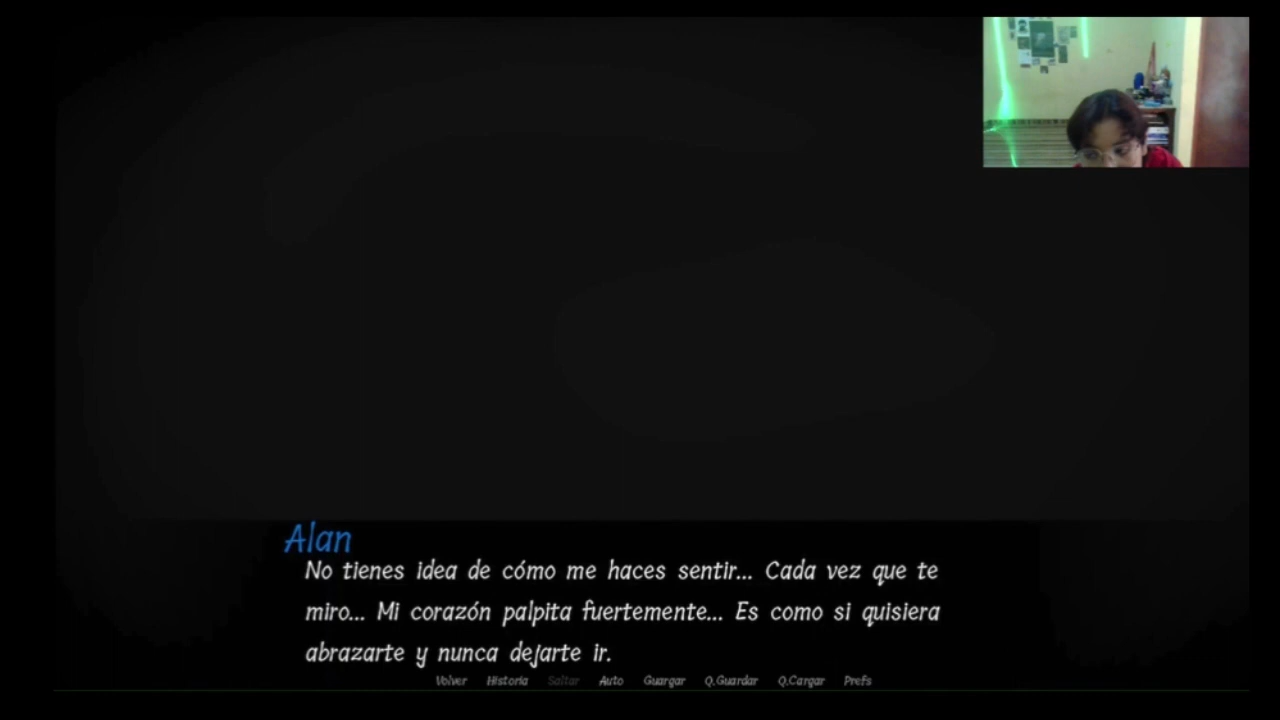 Alan
No tienes idea de cómo me haces sentir... Cada vez que te
miro... Mi corazón palpita fuertemente... Es como si quisiera
abrazarte y nunca dejarte ir.
Volver Historia Saltar Auto Guargar Q.Guardar Q.Cargar Prefs